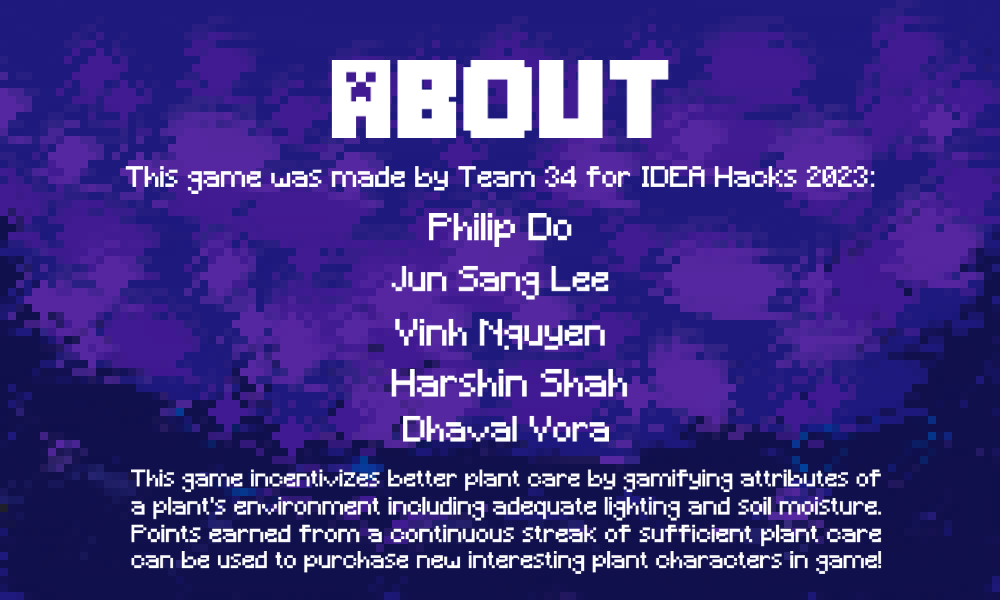 ABOUT
This game was made by Team 34 for IDEA Hacks 2023:
Philip Do
Jun Sang Lee
Vinh Nguyen
Harshin Shah
Dhaval Vora
This game incentivizes better plant care by gamifying attributes of
a plant's environment including adequate lighting and soil moisture.
Points earned from a continuous streak of sufficient plant care
can be used to purchase new interesting plant characters in game!